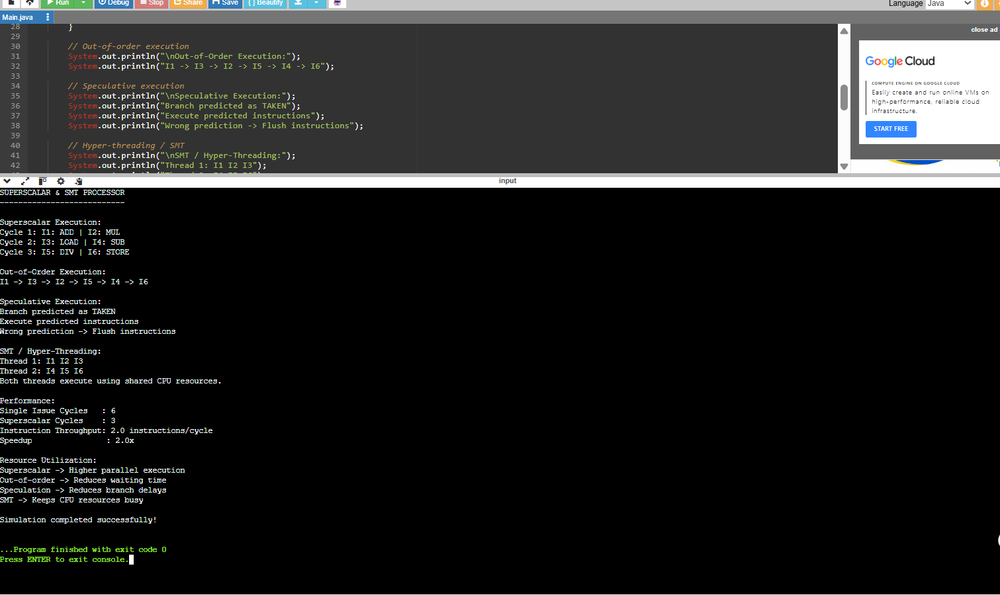 Run
Debug
Stop
Share
Save
{ } Beautify
Language
Java
Main.java
28 }
29
30 // Out-of-order execution
31 System.out.println("\nOut-of-Order Execution:");
32 System.out.println("I1 -> I3 -> I2 -> I5 -> I4 -> I6");
33
34 // Speculative execution
35 System.out.println("\nSpeculative Execution:");
36 System.out.println("Branch predicted as TAKEN");
37 System.out.println("Execute predicted instructions");
38 System.out.println("Wrong prediction -> Flush instructions");
39
40 // Hyper-threading / SMT
41 System.out.println("\nSMT / Hyper-Threading:");
42 System.out.println("Thread 1: I1 I2 I3");
close ad
Google Cloud
COMPUTE ENGINE ON GOOGLE CLOUD
Easily create and run online VMs on
high-performance, reliable cloud
infrastructure.
START FREE
input
SUPERSCALAR & SMT PROCESSOR
---------------------------
Superscalar Execution:
Cycle 1: I1: ADD | I2: MUL
Cycle 2: I3: LOAD | I4: SUB
Cycle 3: I5: DIV | I6: STORE
Out-of-Order Execution:
I1 -> I3 -> I2 -> I5 -> I4 -> I6
Speculative Execution:
Branch predicted as TAKEN
Execute predicted instructions
Wrong prediction -> Flush instructions
SMT / Hyper-Threading:
Thread 1: I1 I2 I3
Thread 2: I4 I5 I6
Both threads execute using shared CPU resources.
Performance:
Single Issue Cycles   : 6
Superscalar Cycles    : 3
Instruction Throughput: 2.0 instructions/cycle
Speedup                : 2.0x
Resource Utilization:
Superscalar -> Higher parallel execution
Out-of-order -> Reduces waiting time
Speculation -> Reduces branch delays
SMT -> Keeps CPU resources busy
Simulation completed successfully!
...Program finished with exit code 0
Press ENTER to exit console.